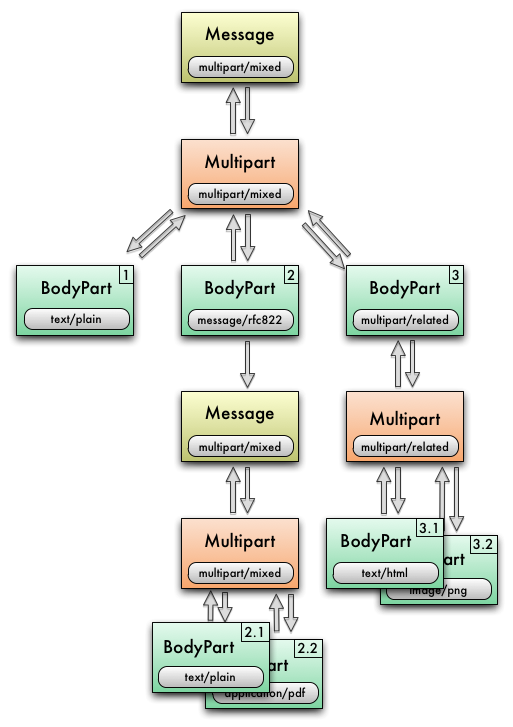 Message
multipart/mixed
Multipart
multipart/mixed
1
BodyPart
text/plain
2
BodyPart
message/rfc822
3
BodyPart
multipart/related
Message
multipart/mixed
Multipart
multipart/related
Multipart
multipart/mixed
3.1
BodyPart
text/html
3.2
art
image/png
2.1
BodyPart
text/plain
2.2
art
application/pdf